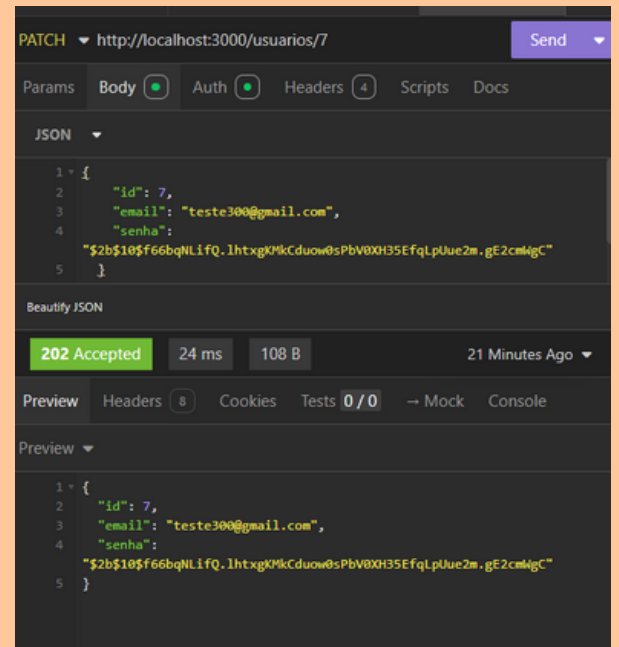 PATCH http://localhost:3000/usuarios/7 Send
Params Body Auth Headers 4 Scripts Docs
JSON
1 {
2 "id": 7,
3 "email": "teste300@gmail.com",
4 "senha":
"$2b$10$f66bqNLifQ.lhtxgKMkCduow0sPbV0XH35EfqLpUue2m.gE2cmWgC"
5 }
Beautify JSON
202 Accepted 24 ms 108 B 21 Minutes Ago
Preview Headers 8 Cookies Tests 0 / 0 → Mock Console
Preview
1 {
2 "id": 7,
3 "email": "teste300@gmail.com",
4 "senha":
"$2b$10$f66bqNLifQ.lhtxgKMkCduow0sPbV0XH35EfqLpUue2m.gE2cmWgC"
5 }